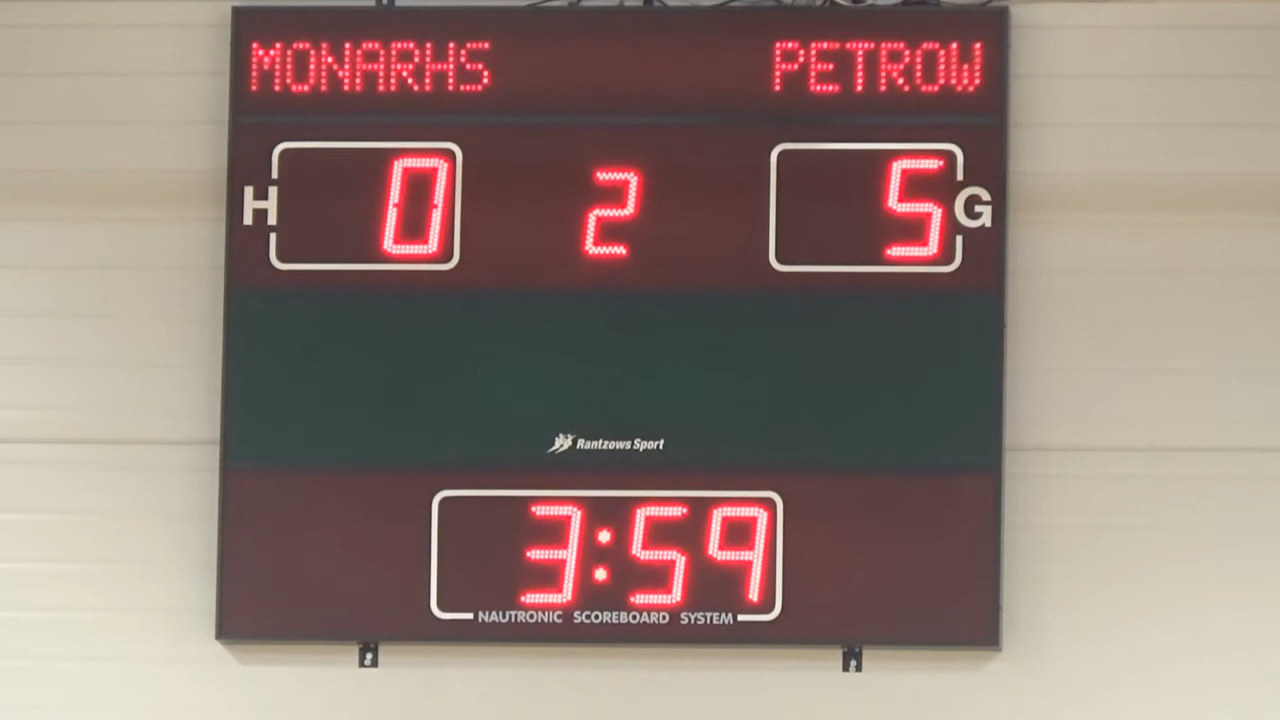 MONARHS PETROW
H 0 2 5 G
Rantzows Sport
3:59
NAUTRONIC SCOREBOARD SYSTEM